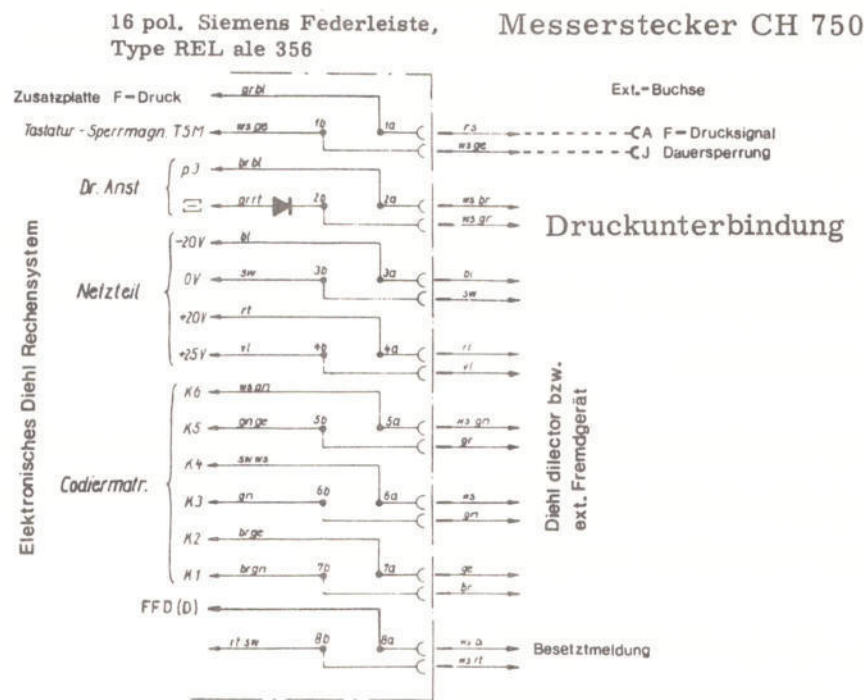 16 pol. Siemens Federleiste,
Type REL ale 356
Messerstecker CH 750
Ext.-Buchse
Zusatzplatte F-Druck
gr bl
Tastatur-Sperrmagn. TSM
ws ge
1b
1a
rs
A F-Drucksignal
ws ge
J Dauersperrung
Dr. Anst
p3
br bl
gr rt
2b
2a
ws br
ws gr
Druckunterbindung
Elektronisches Diehl Rechensystem
Netzteil
-20V
bl
0V
sw
3b
3a
bl
sw
+20V
rt
+25V
vl
4b
4a
rt
vl
Codiermatr.
K6
ws gn
K5
gn ge
5b
5a
ws gn
gr
K4
sw ws
K3
gn
6b
6a
ws
gn
K2
br ge
K1
br gn
7b
7a
ge
br
Diehl dilector bzw.
ext. Fremdgerät
FFD (D)
rt sw
8b
8a
Besetztmeldung
ws rt